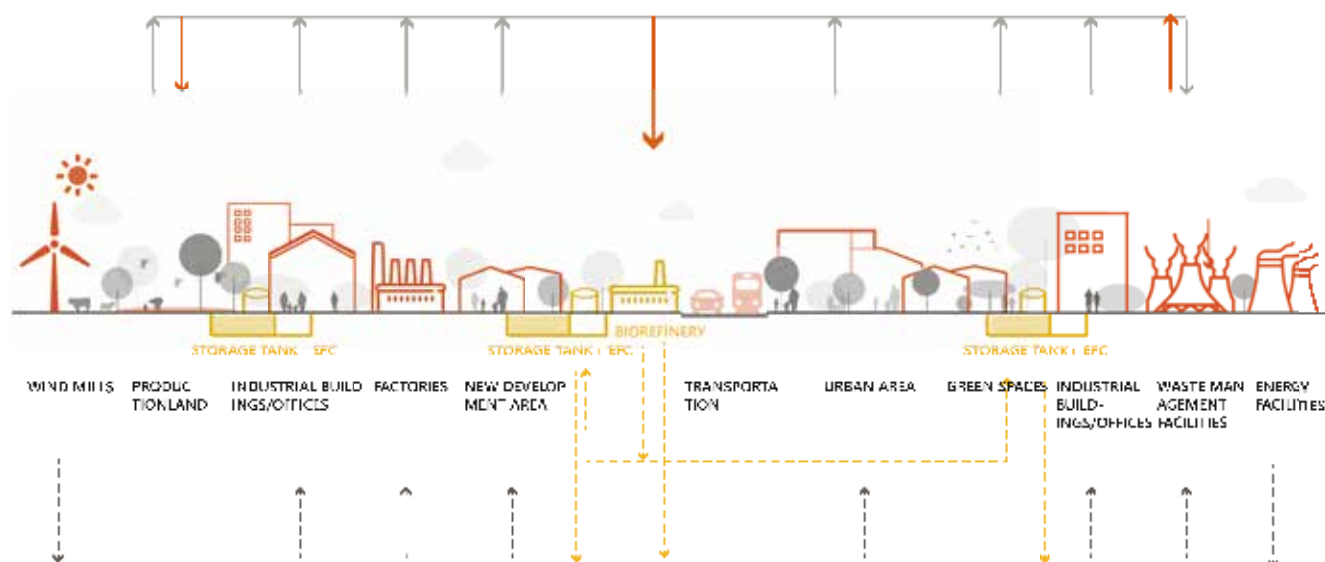 BIOREFINERY
STORAGE TANK + EFC
STORAGE TANK + EFC
STORAGE TANK + EFC
WIND MILLS
PRODUC
TIONLAND
INDUSTRIAL BUILD
INGS/OFFICES
FACTORIES
NEW DEVELOP
MENT AREA
TRANSPORTA
TION
URBAN AREA
GREEN SPACES
INDUSTRIAL
BUILD-
INGS/OFFICES
WASTE MAN
AGEMENT
FACILITIES
ENERGY
FACILITIES